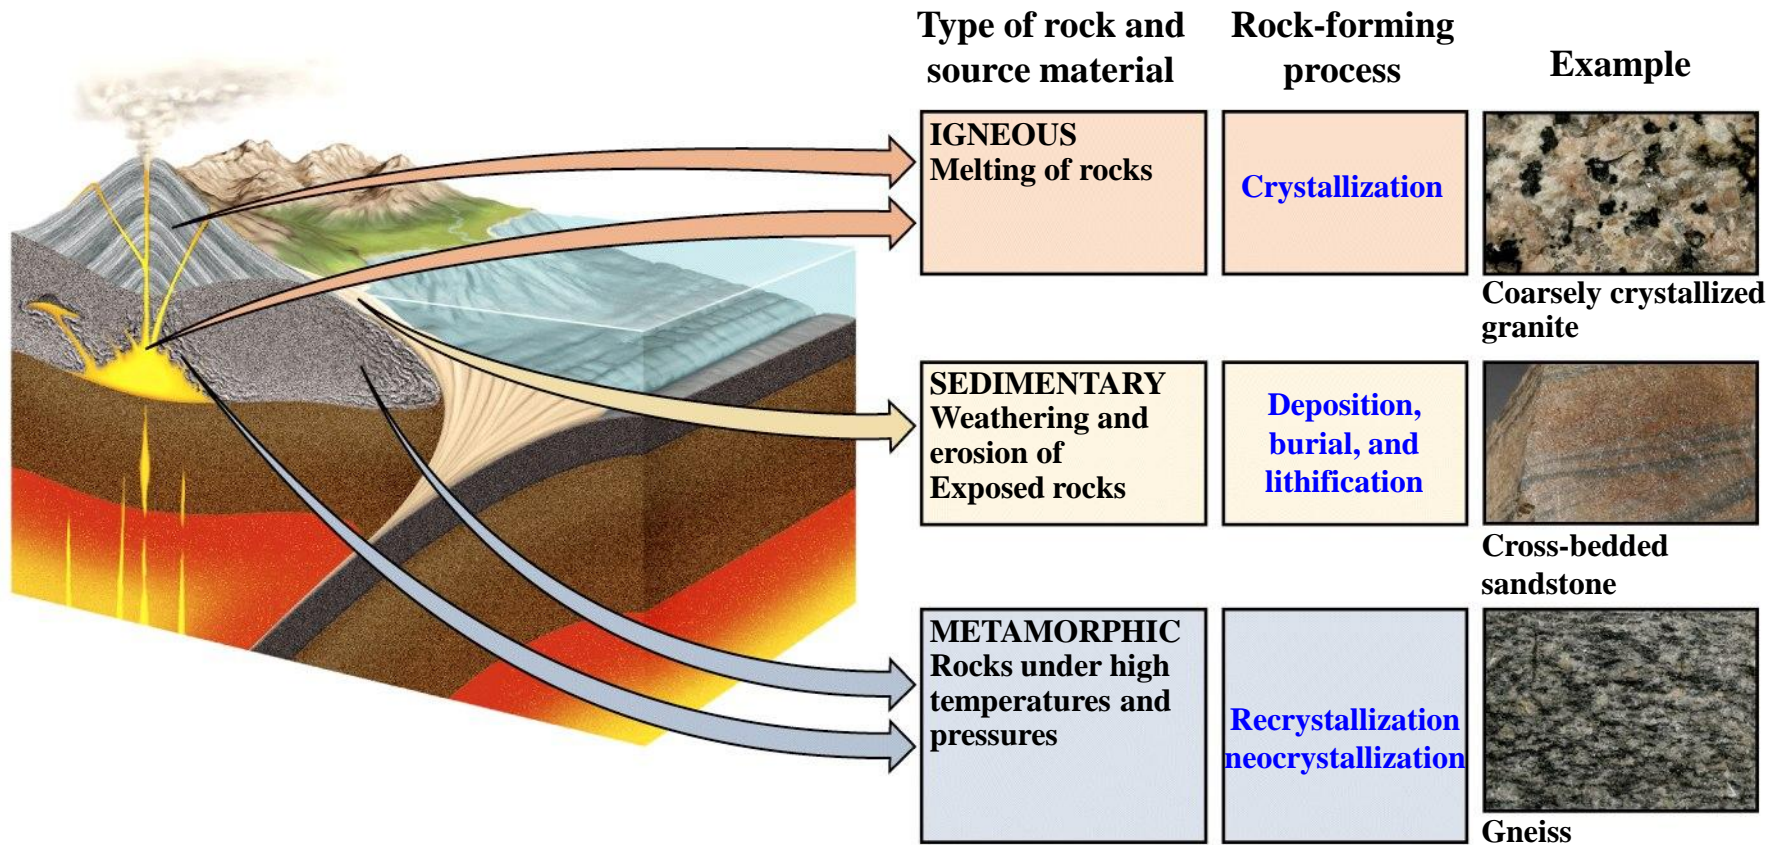 Type of rock and
source material
Rock-forming
process
Example
IGNEOUS
Melting of rocks
Crystallization
Coarsely crystallized
granite
SEDIMENTARY
Weathering and
erosion of
Exposed rocks
Deposition,
burial, and
lithification
Cross-bedded
sandstone
METAMORPHIC
Rocks under high
temperatures and
pressures
Recrystallization
neocrystallization
Gneiss